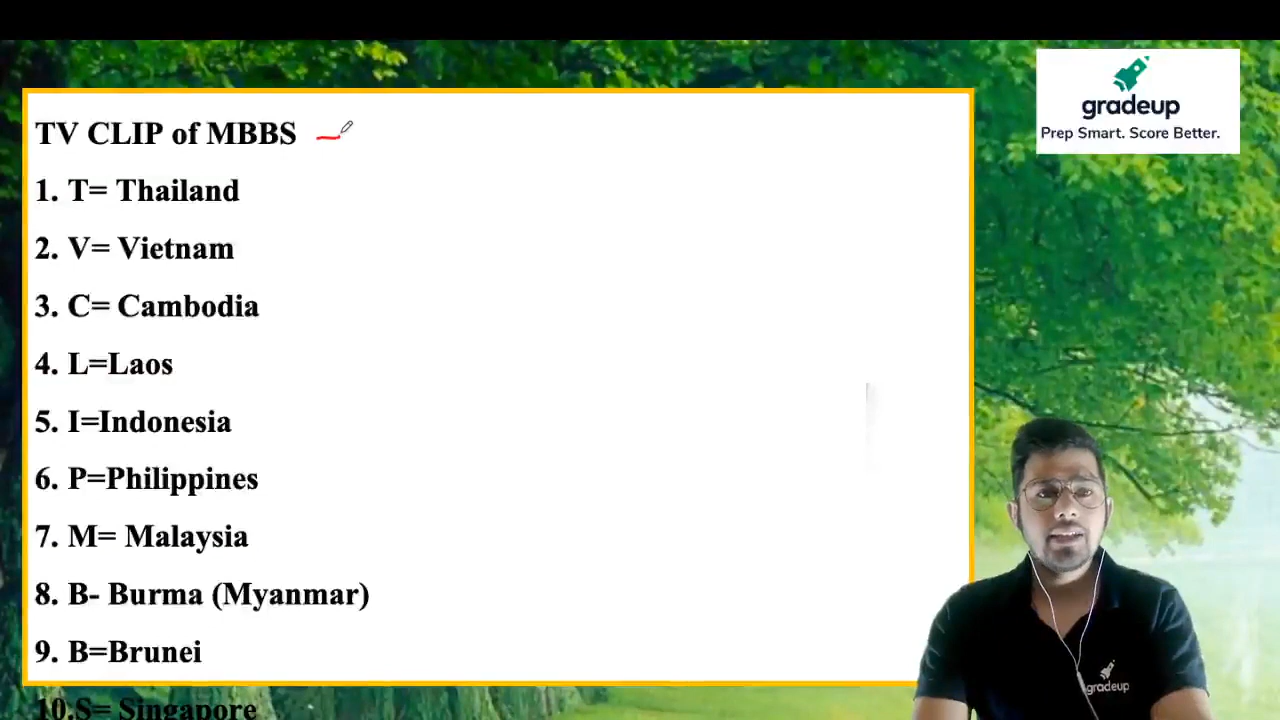 gradeup
Prep Smart. Score Better.
TV CLIP of MBBS
1. T= Thailand
2. V= Vietnam
3. C= Cambodia
4. L=Laos
5. I=Indonesia
6. P=Philippines
7. M= Malaysia
8. B- Burma (Myanmar)
9. B=Brunei
10.S= Singapore
gradeup